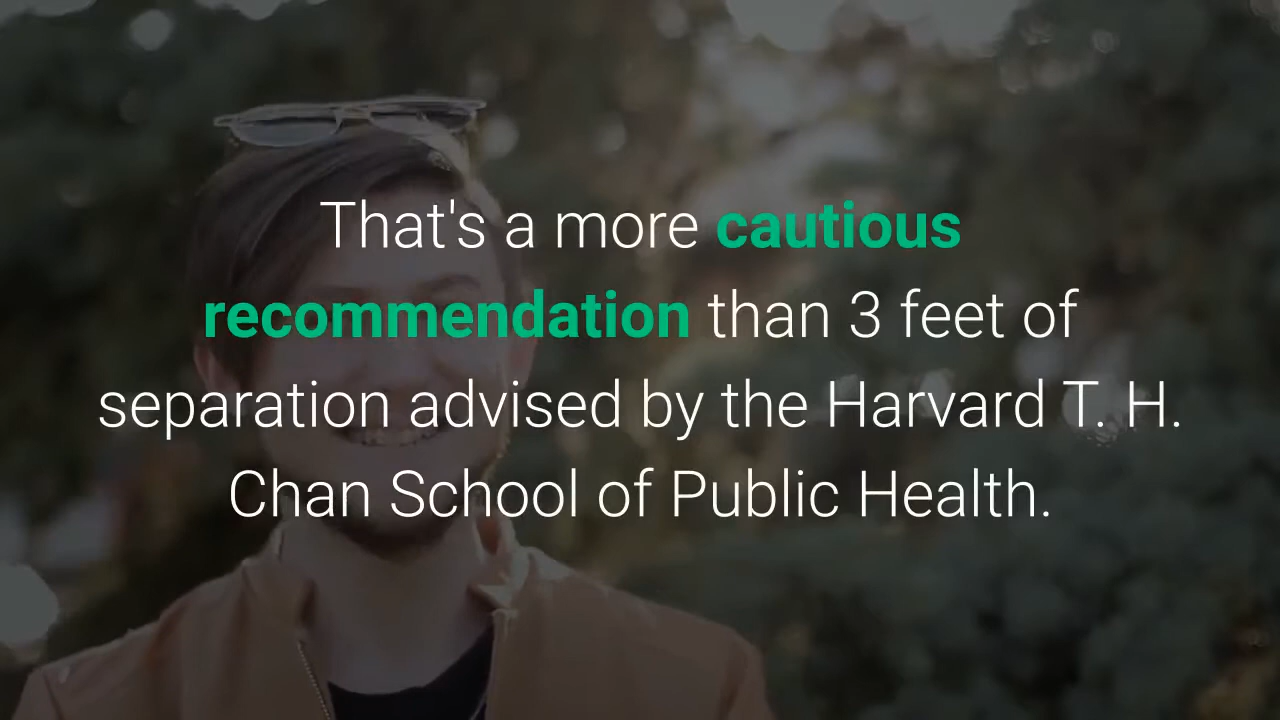 That's a more cautious
recommendation than 3 feet of
separation advised by the Harvard T. H.
Chan School of Public Health.